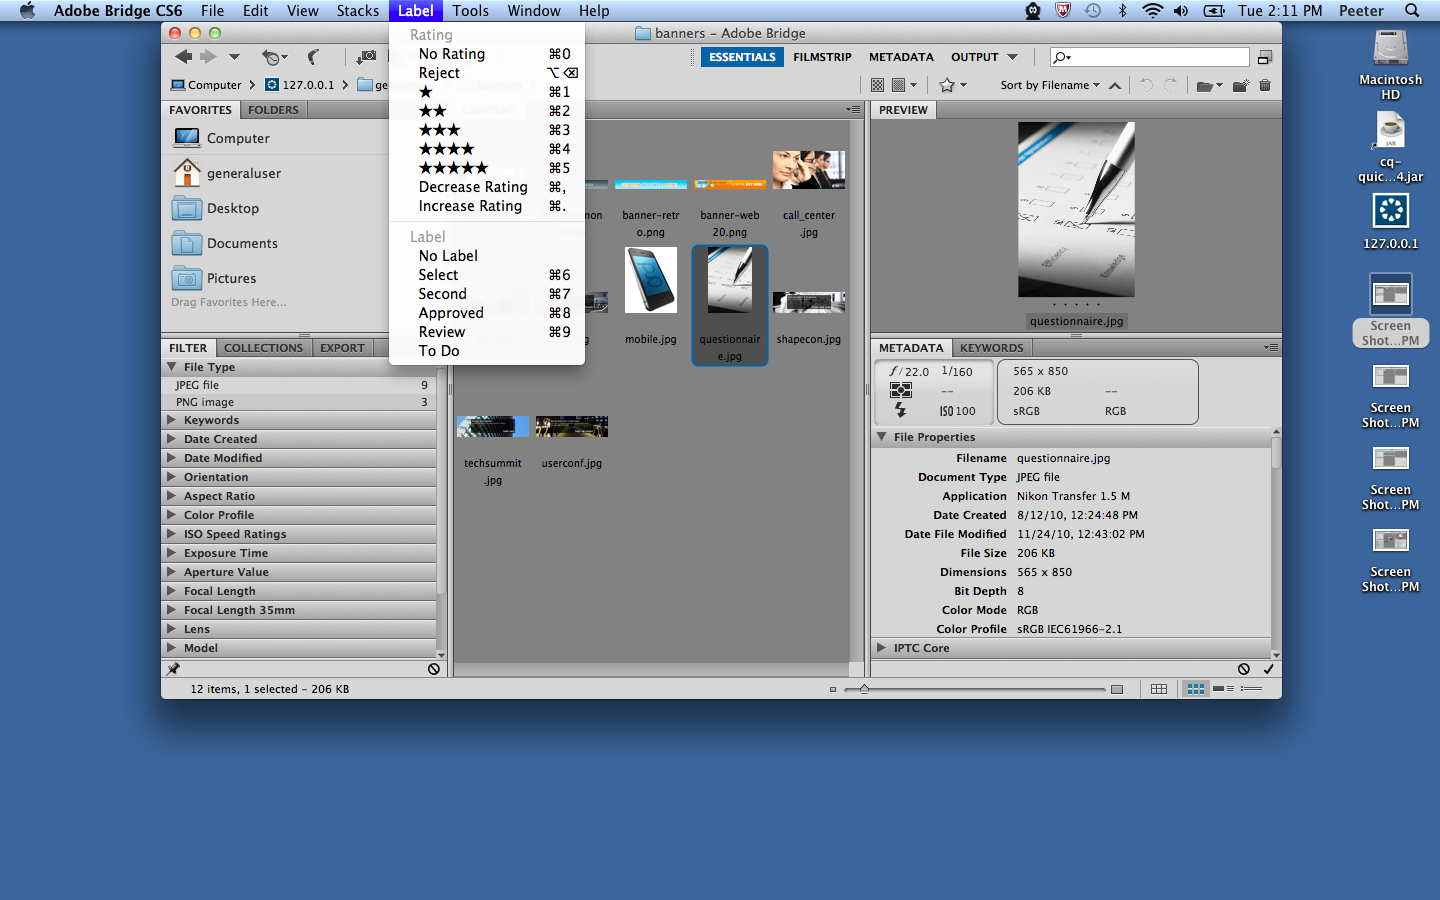 Adobe Bridge CS6 File Edit View Stacks Label Tools Window Help Tue 2:11 PM Peeter
banners – Adobe Bridge
ESSENTIALS FILMSTRIP METADATA OUTPUT
Computer 127.0.0.1 ge
Sort by Filename
Rating
No Rating ⌘0
Reject ⌥⌫
★ ⌘1
★★ ⌘2
★★★ ⌘3
★★★★ ⌘4
★★★★★ ⌘5
Decrease Rating ⌘,
Increase Rating ⌘.
Label
No Label
Select ⌘6
Second ⌘7
Approved ⌘8
Review ⌘9
To Do
FAVORITES FOLDERS
Computer
generaluser
Desktop
Documents
Pictures
Drag Favorites Here...
FILTER COLLECTIONS EXPORT
File Type
JPEG file 9
PNG image 3
Keywords
Date Created
Date Modified
Orientation
Aspect Ratio
Color Profile
ISO Speed Ratings
Exposure Time
Aperture Value
Focal Length
Focal Length 35mm
Lens
Model
12 items, 1 selected – 206 KB
mon
banner-retr
o.png
banner-web
20.png
call_center
.jpg
g
mobile.jpg
questionnair
e.jpg
shapecon.jpg
techsummit
.jpg
userconf.jpg
PREVIEW
questionnaire.jpg
METADATA KEYWORDS
f/22.0 1/160
--
ISO 100
565 x 850
206 KB --
sRGB RGB
File Properties
Filename questionnaire.jpg
Document Type JPEG file
Application Nikon Transfer 1.5 M
Date Created 8/12/10, 12:24:48 PM
Date File Modified 11/24/10, 12:43:02 PM
File Size 206 KB
Dimensions 565 x 850
Bit Depth 8
Color Mode RGB
Color Profile sRGB IEC61966-2.1
IPTC Core
Macintosh
HD
JAR
cq-
quic...4.jar
127.0.0.1
Screen
Shot...PM
Screen
Shot...PM
Screen
Shot...PM
Screen
Shot...PM